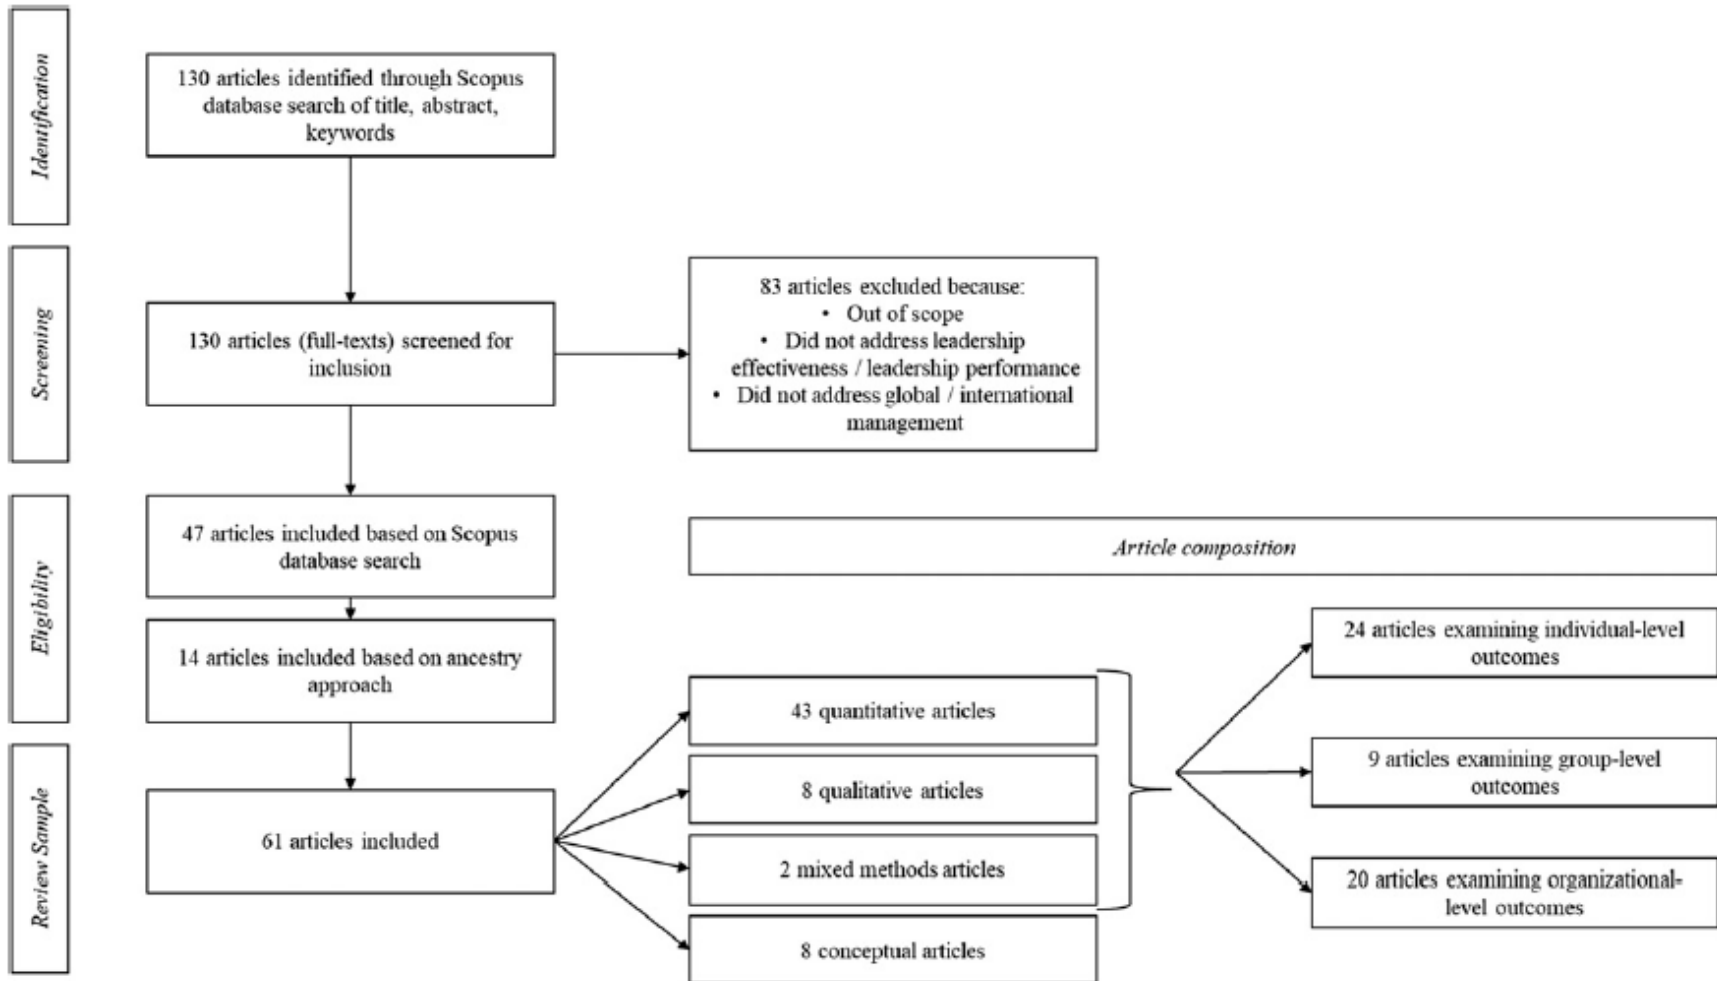 Identification
130 articles identified through Scopus
database search of title, abstract,
keywords
Screening
130 articles (full-texts) screened for
inclusion
83 articles excluded because:
• Out of scope
• Did not address leadership
effectiveness / leadership performance
• Did not address global / international
management
Eligibility
47 articles included based on Scopus
database search
14 articles included based on ancestry
approach
Article composition
Review Sample
61 articles included
43 quantitative articles
8 qualitative articles
2 mixed methods articles
8 conceptual articles
24 articles examining individual-level
outcomes
9 articles examining group-level
outcomes
20 articles examining organizational-
level outcomes